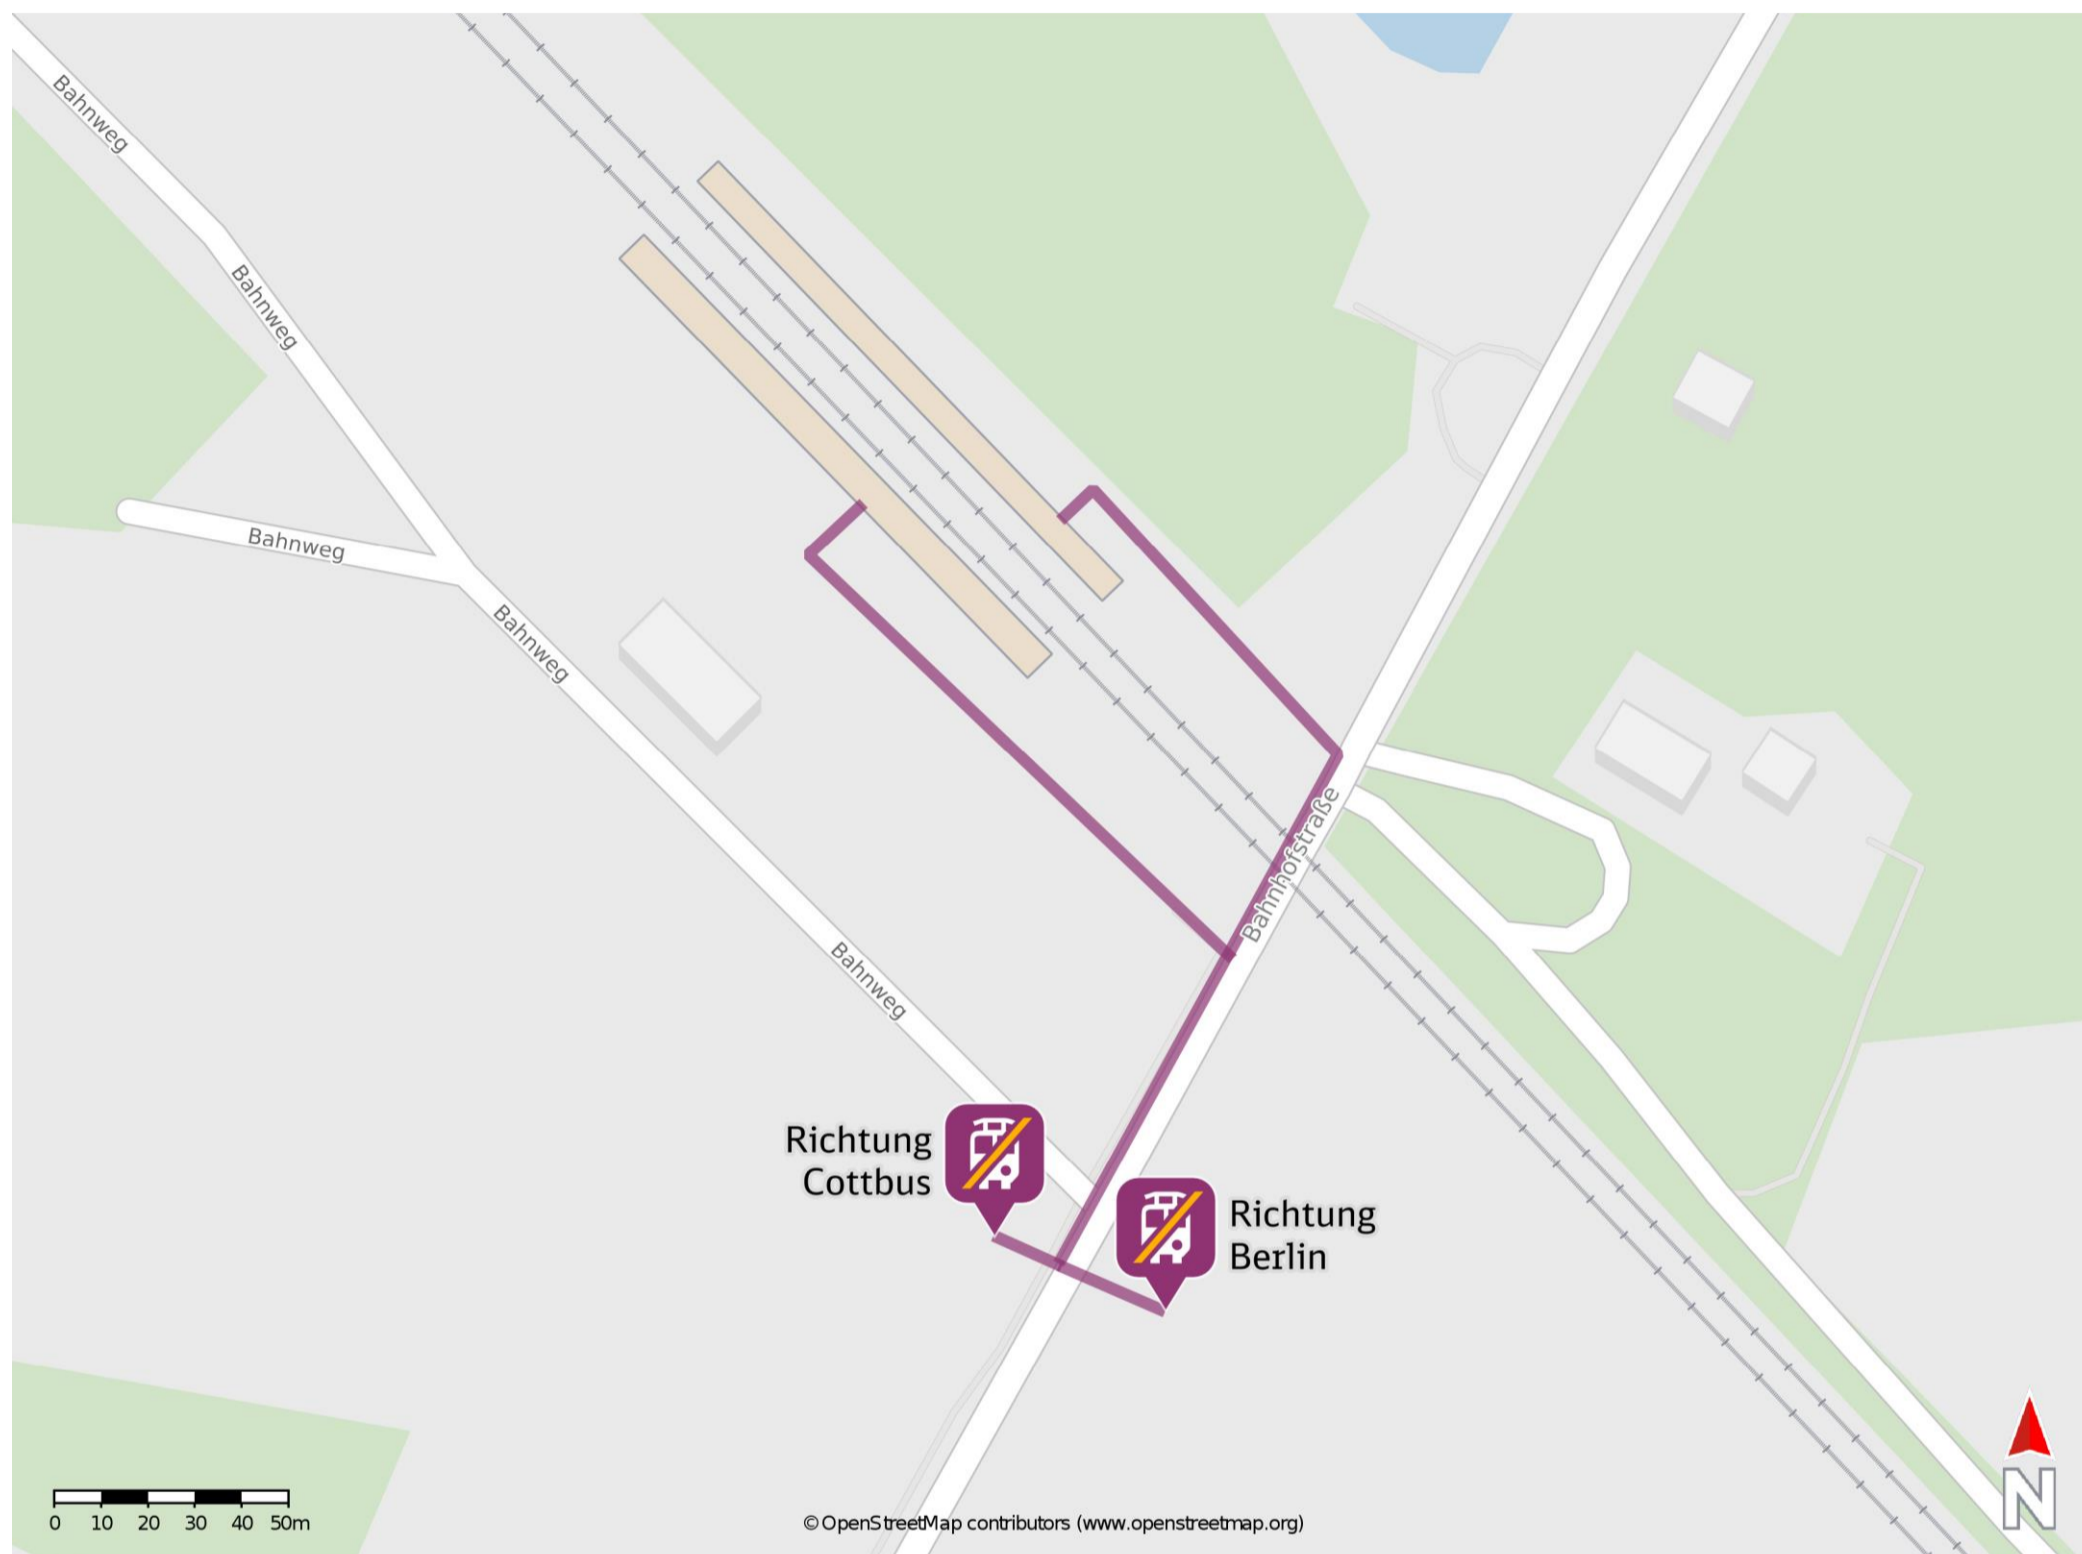 Bahnweg
Bahnweg
Bahnweg
Bahnweg
Bahnhofstraße
Bahnweg
Richtung
Cottbus
Richtung
Berlin
N
0 10 20 30 40 50m
© OpenStreetMap contributors (www.openstreetmap.org)